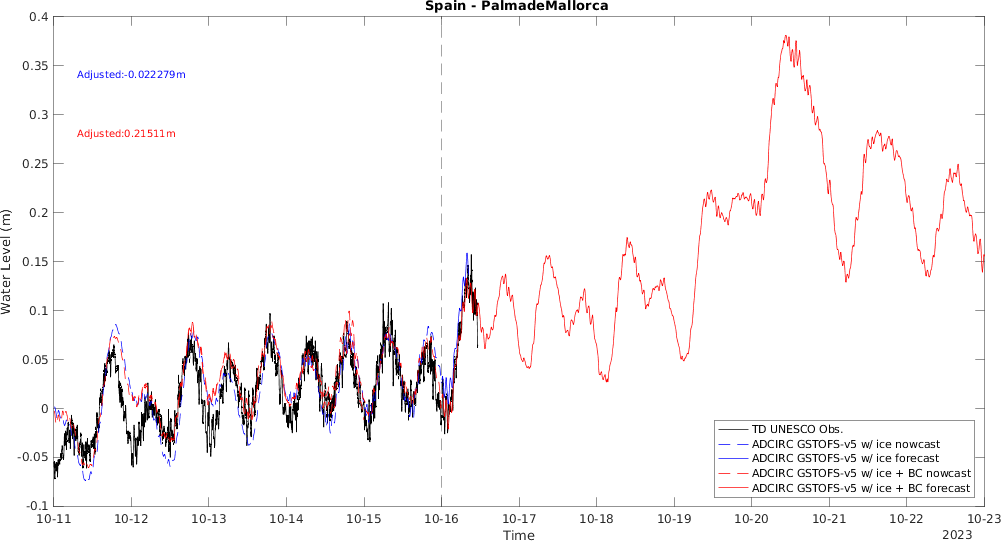 Spain - PalmadeMallorca
0.4
0.35
0.3
0.25
0.2
0.15
0.1
0.05
0
-0.05
-0.1
Water Level (m)
Adjusted:-0.022279m
Adjusted:0.21511m
TD UNESCO Obs.
ADCIRC GSTOFS-v5 w/ ice nowcast
ADCIRC GSTOFS-v5 w/ ice forecast
ADCIRC GSTOFS-v5 w/ ice + BC nowcast
ADCIRC GSTOFS-v5 w/ ice + BC forecast
10-11 10-12 10-13 10-14 10-15 10-16 10-17 10-18 10-19 10-20 10-21 10-22 10-23
Time
2023